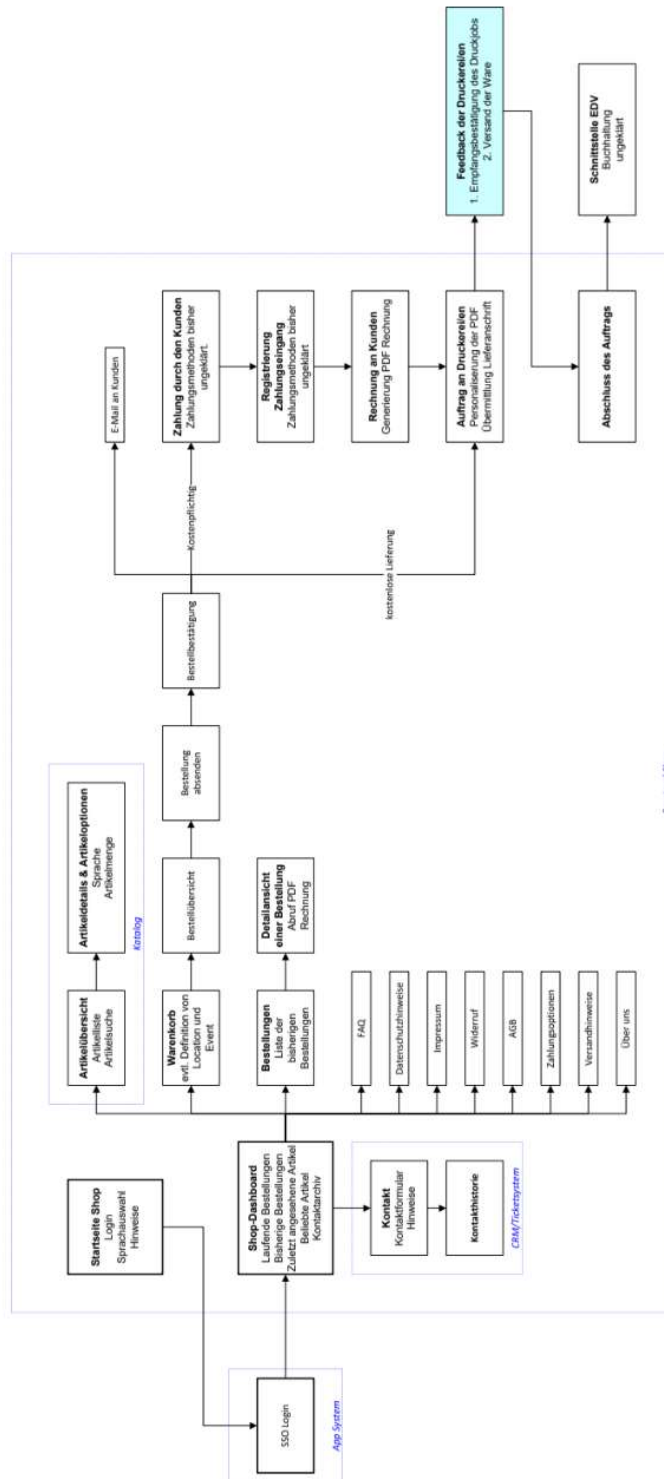 SSO Login
App System
Startseite Shop
Login
Sprachauswahl
Hinweise
Shop-Dashboard
Laufende Bestellungen
Bisherige Bestellungen
Zuletzt angesehene Artikel
Beliebte Artikel
Kontaktarchiv
Kontakt
Kontaktformular
Hinweise
Kontakthistorie
CRM/Ticketsystem
Artikelübersicht
Artikelliste
Artikelsuche
Artikeldetails & Artikeloptionen
Sprache
Artikelmenge
Katalog
Warenkorb
evtl. Definition von
Location und
Event
Bestellübersicht
Bestellung
absenden
Bestellbestätigung
Bestellungen
Liste der
bisherigen
Bestellungen
Detailansicht
einer Bestellung
Abruf PDF
Rechnung
FAQ
Datenschutzhinweise
Impressum
Widerruf
AGB
Zahlungsoptionen
Versandhinweise
Über uns
E-Mail an Kunden
Kostenpflichtig
kostenlose Lieferung
Zahlung durch den Kunden
Zahlungsmethoden bisher
ungeklärt.
Registrierung
Zahlungseingang
Zahlungsmethoden bisher
ungeklärt
Rechnung an Kunden
Generierung PDF Rechnung
Auftrag an Druckerei/en
Personaliserung der PDF
Übermittlung Lieferanschrift
Feedback der Druckerei/en
1. Empfangsbestätigung des Druckjobs
2. Versand der Ware
Abschluss des Auftrags
Schnittstelle EDV
Buchhaltung
ungeklärt